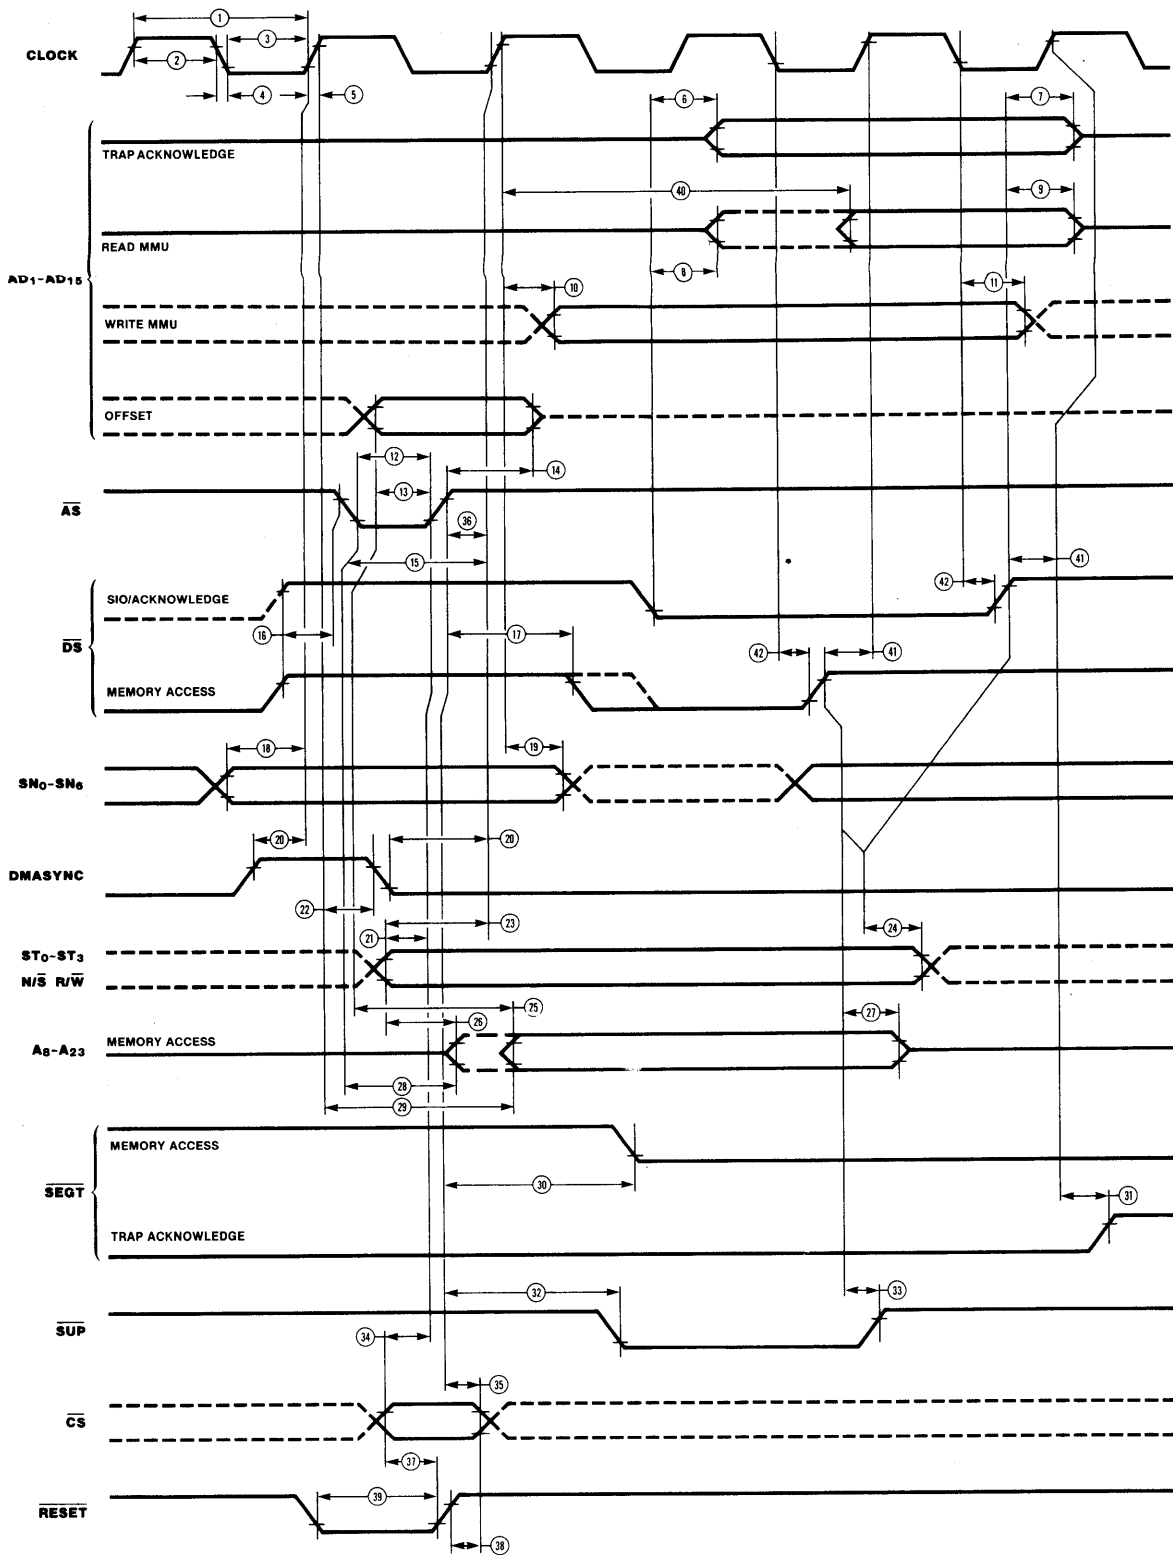 1
CLOCK
3
2
4
5
6
7
TRAP ACKNOWLEDGE
40
9
READ MMU
8
AD1-AD15
10
11
WRITE MMU
OFFSET
12
14
13
AS
36
15
41
42
SIO/ACKNOWLEDGE
16
17
DS
42
41
MEMORY ACCESS
18
19
SN0-SN6
20
20
DMASYNC
22
23
21
24
ST0-ST3
N/S R/W
25
26
27
MEMORY ACCESS
A8-A23
28
29
MEMORY ACCESS
30
SEGT
31
TRAP ACKNOWLEDGE
32
33
SUP
34
35
CS
37
39
RESET
38